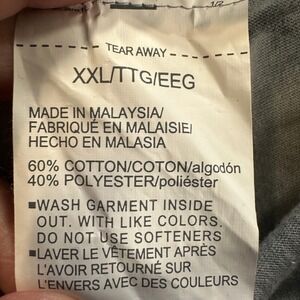 1/2
TEAR AWAY
XXL/TTG/EEG
MADE IN MALAYSIA/
FABRIQUÉ EN MALAISIE/
HECHO EN MALASIA
60% COTTON/COTON/algodón
40% POLYESTER/poliéster
■WASH GARMENT INSIDE
OUT. WITH LIKE COLORS.
DO NOT USE SOFTENERS
■LAVER LE VÊTEMENT APRÈS
L'AVOIR RETOURNÉ SUR
L'ENVERS AVEC DES COULEURS